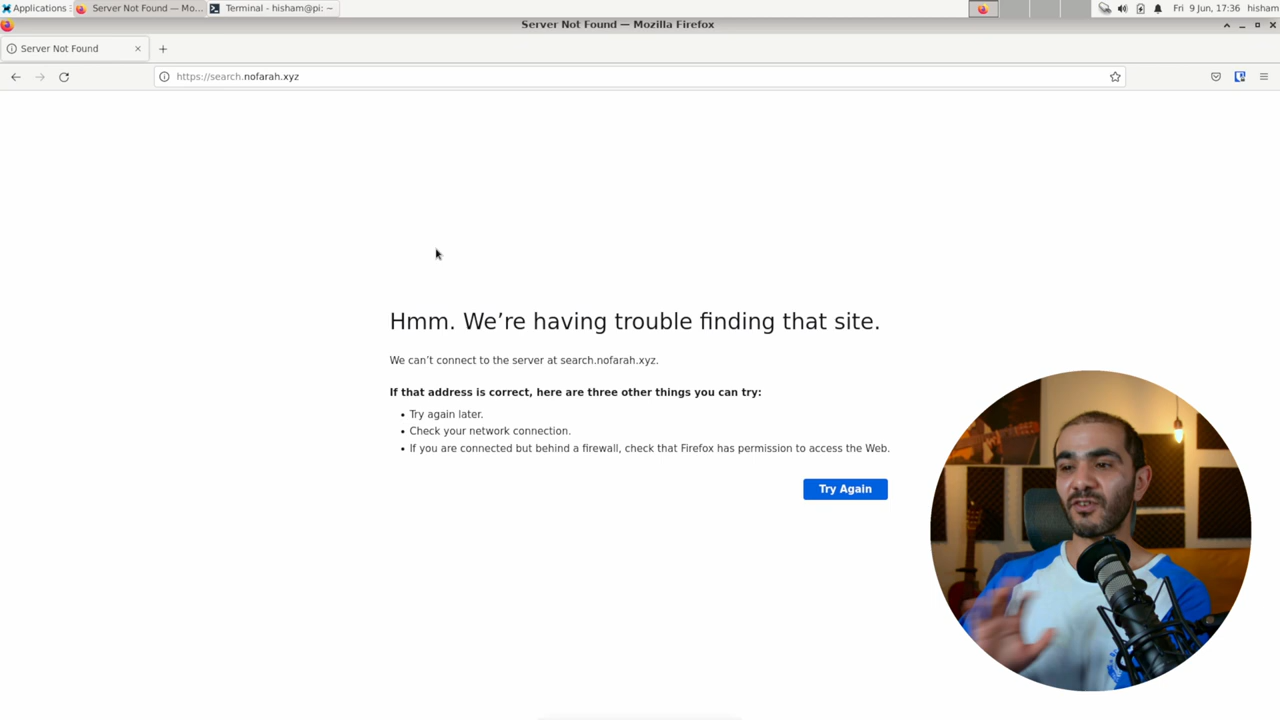 Applications
Server Not Found — Mo...
Terminal - hisham@pi: ~
Fri 9 Jun, 17:36
hisham
Server Not Found — Mozilla Firefox
Server Not Found
https://search.nofarah.xyz
Hmm. We’re having trouble finding that site.
We can’t connect to the server at search.nofarah.xyz.
If that address is correct, here are three other things you can try:
• Try again later.
• Check your network connection.
• If you are connected but behind a firewall, check that Firefox has permission to access the Web.
Try Again